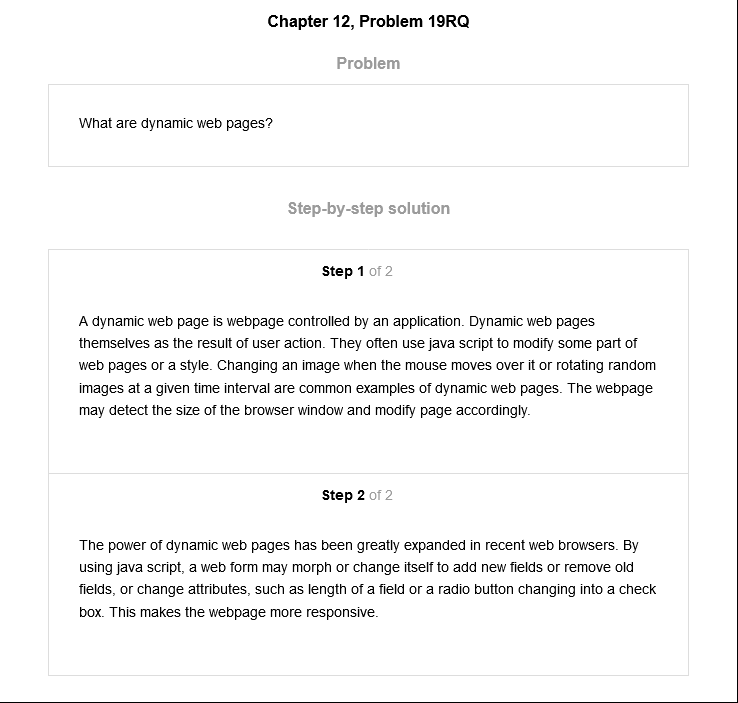 Chapter 12, Problem 19RQ
Problem
What are dynamic web pages?
Step-by-step solution
Step 1 of 2
A dynamic web page is webpage controlled by an application. Dynamic web pages
themselves as the result of user action. They often use java script to modify some part of
web pages or a style. Changing an image when the mouse moves over it or rotating random
images at a given time interval are common examples of dynamic web pages. The webpage
may detect the size of the browser window and modify page accordingly.
Step 2 of 2
The power of dynamic web pages has been greatly expanded in recent web browsers. By
using java script, a web form may morph or change itself to add new fields or remove old
fields, or change attributes, such as length of a field or a radio button changing into a check
box. This makes the webpage more responsive.